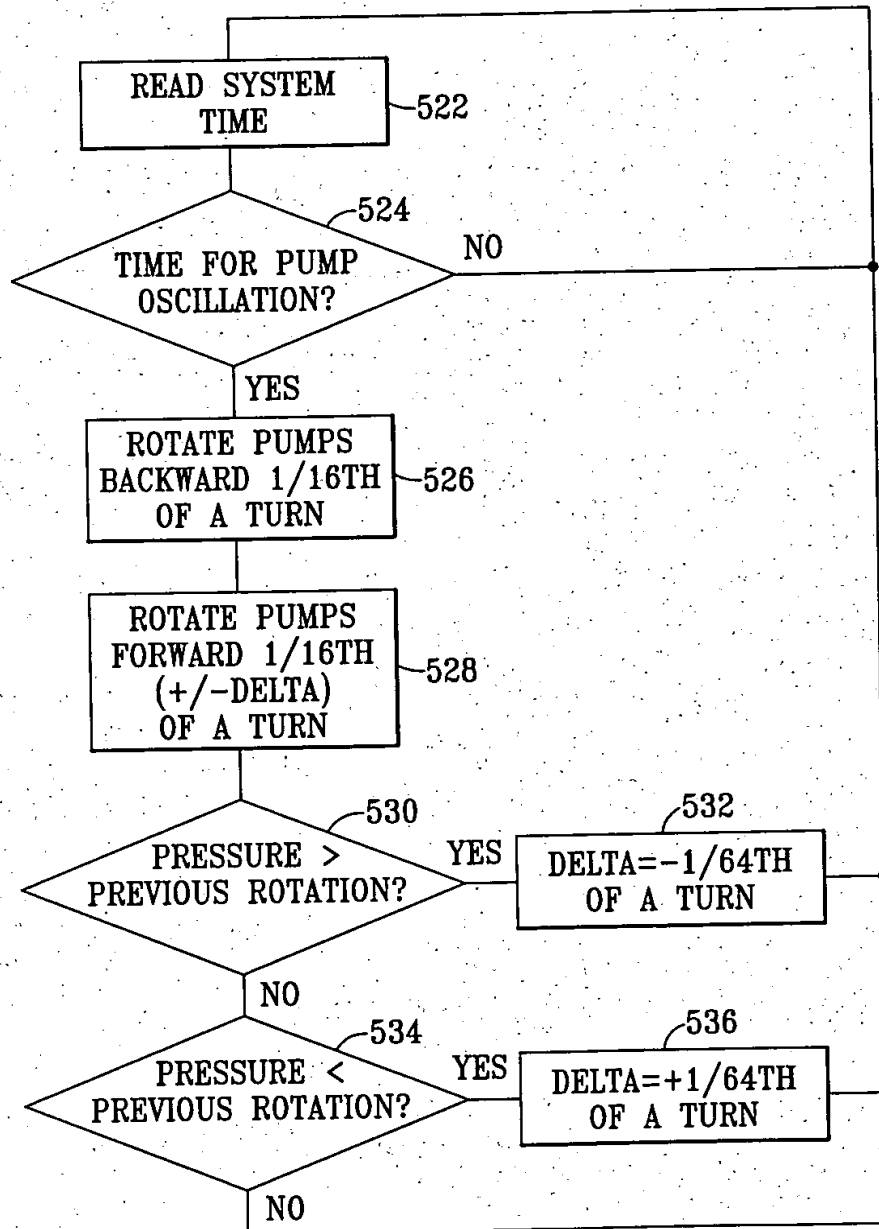 READ SYSTEM
TIME
522
524
TIME FOR PUMP
OSCILLATION?
NO
YES
ROTATE PUMPS
BACKWARD 1/16TH
OF A TURN
526
ROTATE PUMPS
FORWARD 1/16TH
(+/-DELTA)
OF A TURN
528
530
PRESSURE >
PREVIOUS ROTATION?
YES
532
DELTA=-1/64TH
OF A TURN
NO
534
PRESSURE <
PREVIOUS ROTATION?
YES
536
DELTA=+1/64TH
OF A TURN
NO